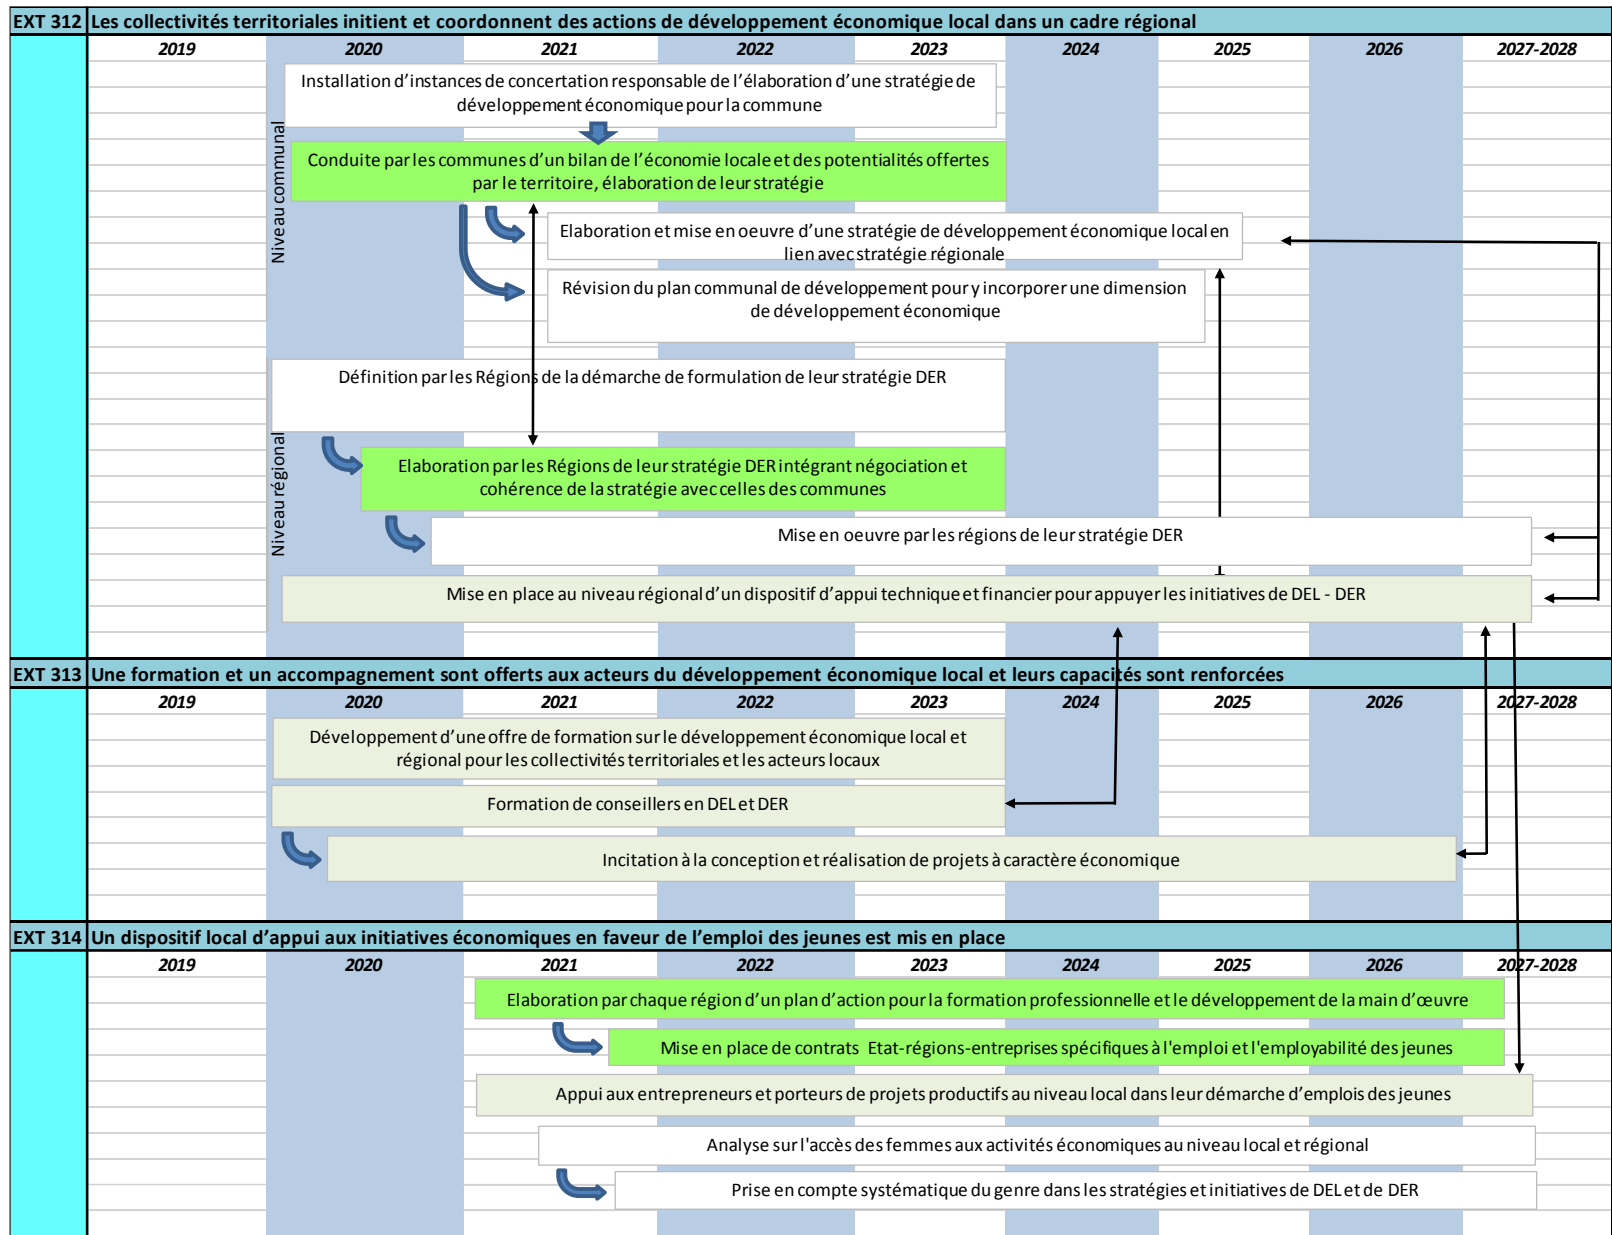 EXT 312 Les collectivités territoriales initient et coordonnent des actions de développement économique local dans un cadre régional
2019 2020 2021 2022 2023 2024 2025 2026 2027-2028
Niveau communal
Installation d’instances de concertation responsable de l’élaboration d’une stratégie de
développement économique pour la commune
Conduite par les communes d’un bilan de l’économie locale et des potentialités offertes
par le territoire, élaboration de leur stratégie
Elaboration et mise en oeuvre d’une stratégie de développement économique local en
lien avec stratégie régionale
Révision du plan communal de développement pour y incorporer une dimension
de développement économique
Niveau régional
Définition par les Régions de la démarche de formulation de leur stratégie DER
Elaboration par les Régions de leur stratégie DER intégrant négociation et
cohérence de la stratégie avec celles des communes
Mise en oeuvre par les régions de leur stratégie DER
Mise en place au niveau régional d’un dispositif d’appui technique et financier pour appuyer les initiatives de DEL - DER
EXT 313 Une formation et un accompagnement sont offerts aux acteurs du développement économique local et leurs capacités sont renforcées
2019 2020 2021 2022 2023 2024 2025 2026 2027-2028
Développement d’une offre de formation sur le développement économique local et
régional pour les collectivités territoriales et les acteurs locaux
Formation de conseillers en DEL et DER
Incitation à la conception et réalisation de projets à caractère économique
EXT 314 Un dispositif local d’appui aux initiatives économiques en faveur de l’emploi des jeunes est mis en place
2019 2020 2021 2022 2023 2024 2025 2026 2027-2028
Elaboration par chaque région d’un plan d’action pour la formation professionnelle et le développement de la main d’œuvre
Mise en place de contrats Etat-régions-entreprises spécifiques à l'emploi et l'employabilité des jeunes
Appui aux entrepreneurs et porteurs de projets productifs au niveau local dans leur démarche d’emplois des jeunes
Analyse sur l'accès des femmes aux activités économiques au niveau local et régional
Prise en compte systématique du genre dans les stratégies et initiatives de DEL et de DER